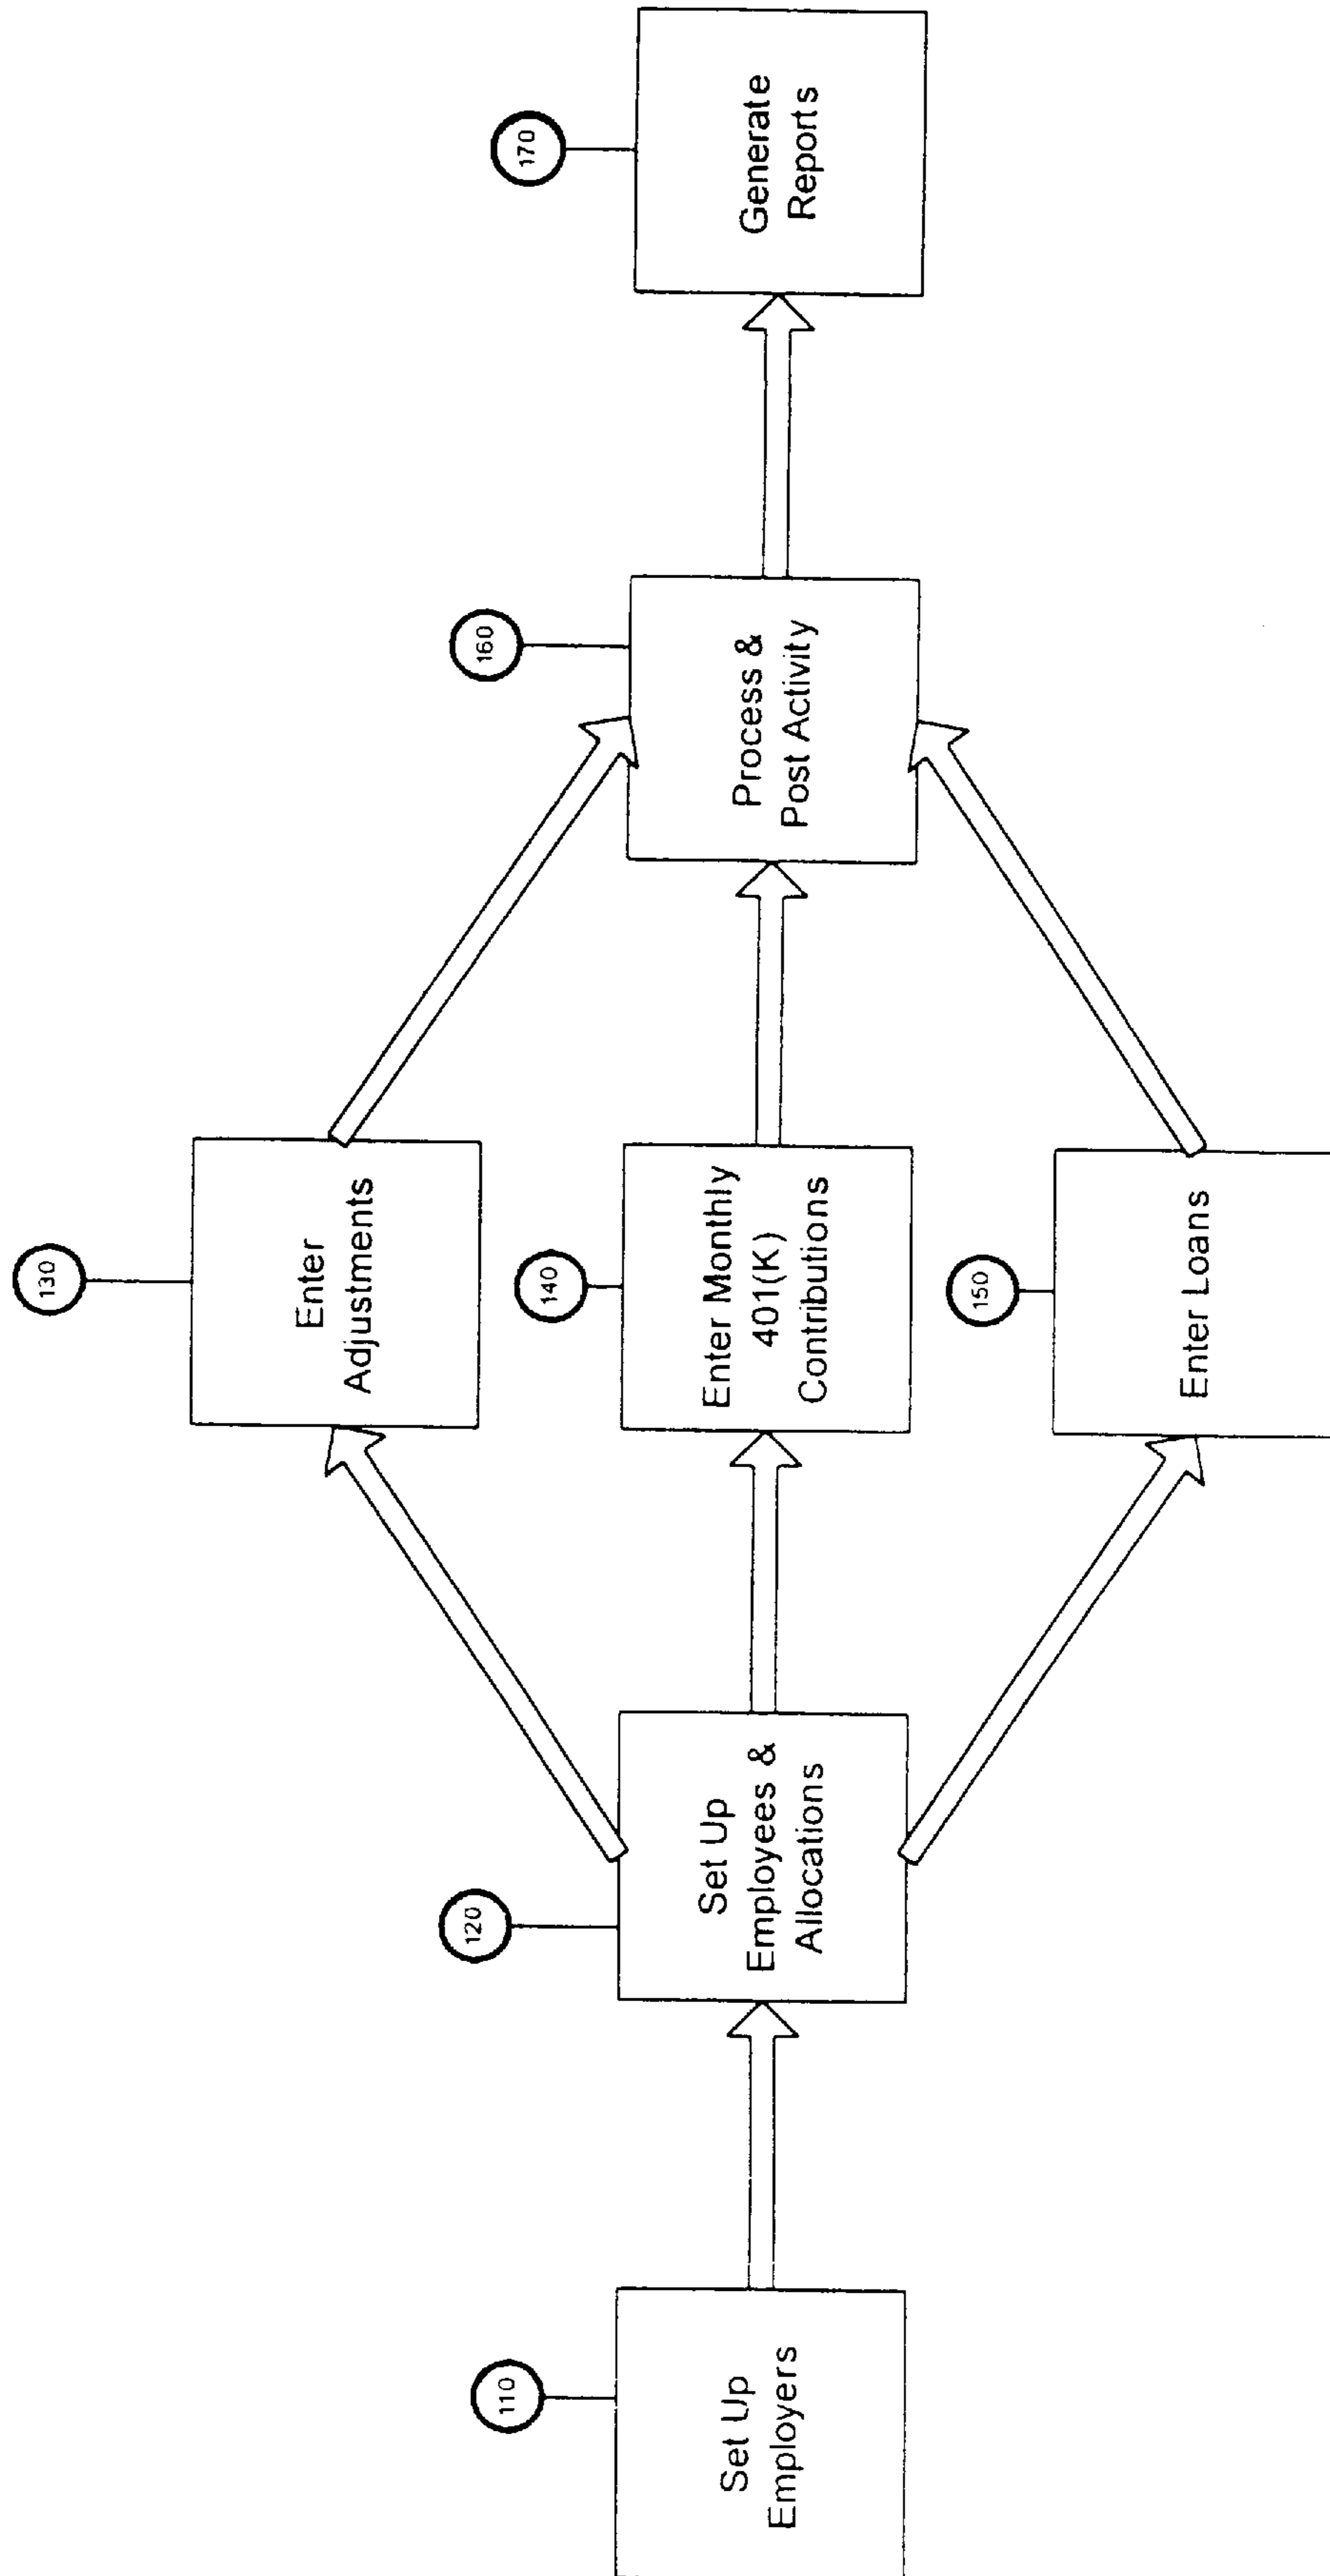 110
Set Up
Employers
120
Set Up
Employees &
Allocations
130
Enter
Adjustments
140
Enter Monthly
401(K)
Contributions
150
Enter Loans
160
Process &
Post Activity
170
Generate
Reports